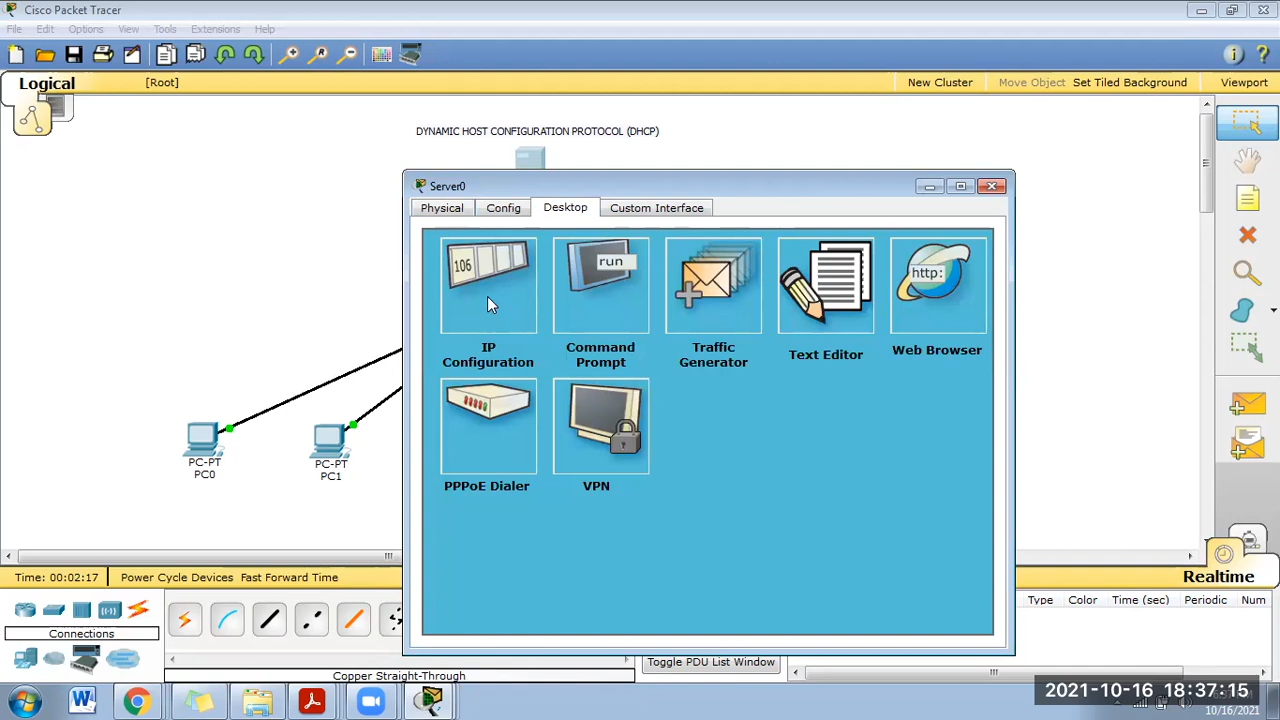 Cisco Packet Tracer
File Edit Options View Tools Extensions Help
Logical [Root] New Cluster Move Object Set Tiled Background Viewport
DYNAMIC HOST CONFIGURATION PROTOCOL (DHCP)
Server0
Physical Config Desktop Custom Interface
106
run
http:
IP Configuration
Command Prompt
Traffic Generator
Text Editor
Web Browser
PPPoE Dialer
VPN
PC-PT
PC0
PC-PT
PC1
Time: 00:02:17 Power Cycle Devices Fast Forward Time
Realtime
Connections
Copper Straight-Through
Toggle PDU List Window
Type Color Time (sec) Periodic Num
2021-10-16 18:37:15
10/16/2021